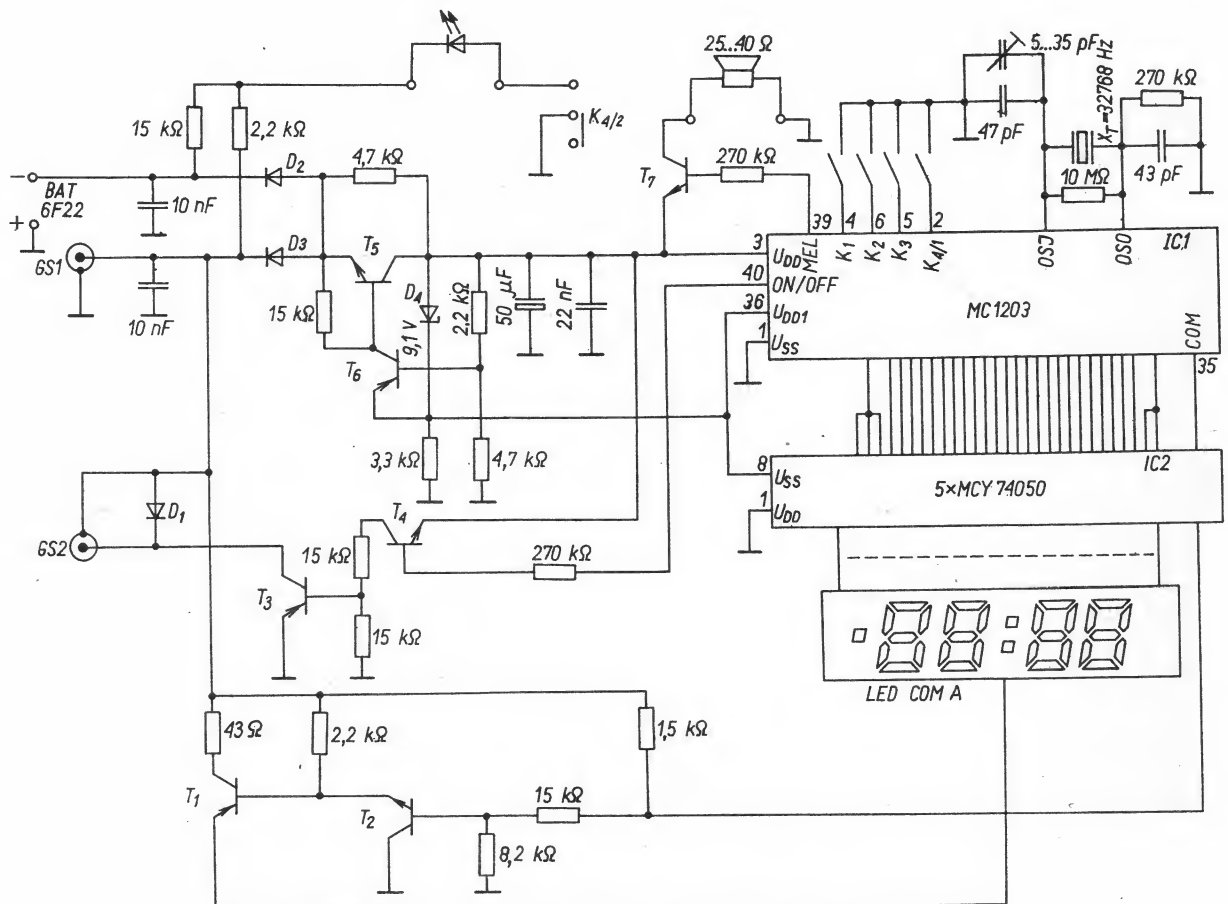 25...40 Ω
5...35 pF
X_T=32768 Hz
270 kΩ
15 kΩ
2,2 kΩ
K4/2
47 pF
43 pF
10 MΩ
D2
4,7 kΩ
T7
270 kΩ
−
BAT
6F22
+
10 nF
39
4
6
5
2
GS1
D3
T5
3
UDD
MEL
K1
K2
K3
K4/1
OSJ
OSO
IC1
40
ON/OFF
10 nF
15 kΩ
D4
9,1 V
2,2 kΩ
50 µF
22 nF
36
UDD1
MC1203
1
USS
COM
35
T6
3,3 kΩ
4,7 kΩ
8
USS
IC2
5×MCY 74050
1
UDD
D1
GS2
T4
15 kΩ
270 kΩ
T3
15 kΩ
88:88
LED COM A
43 Ω
2,2 kΩ
1,5 kΩ
T1
T2
15 kΩ
8,2 kΩ